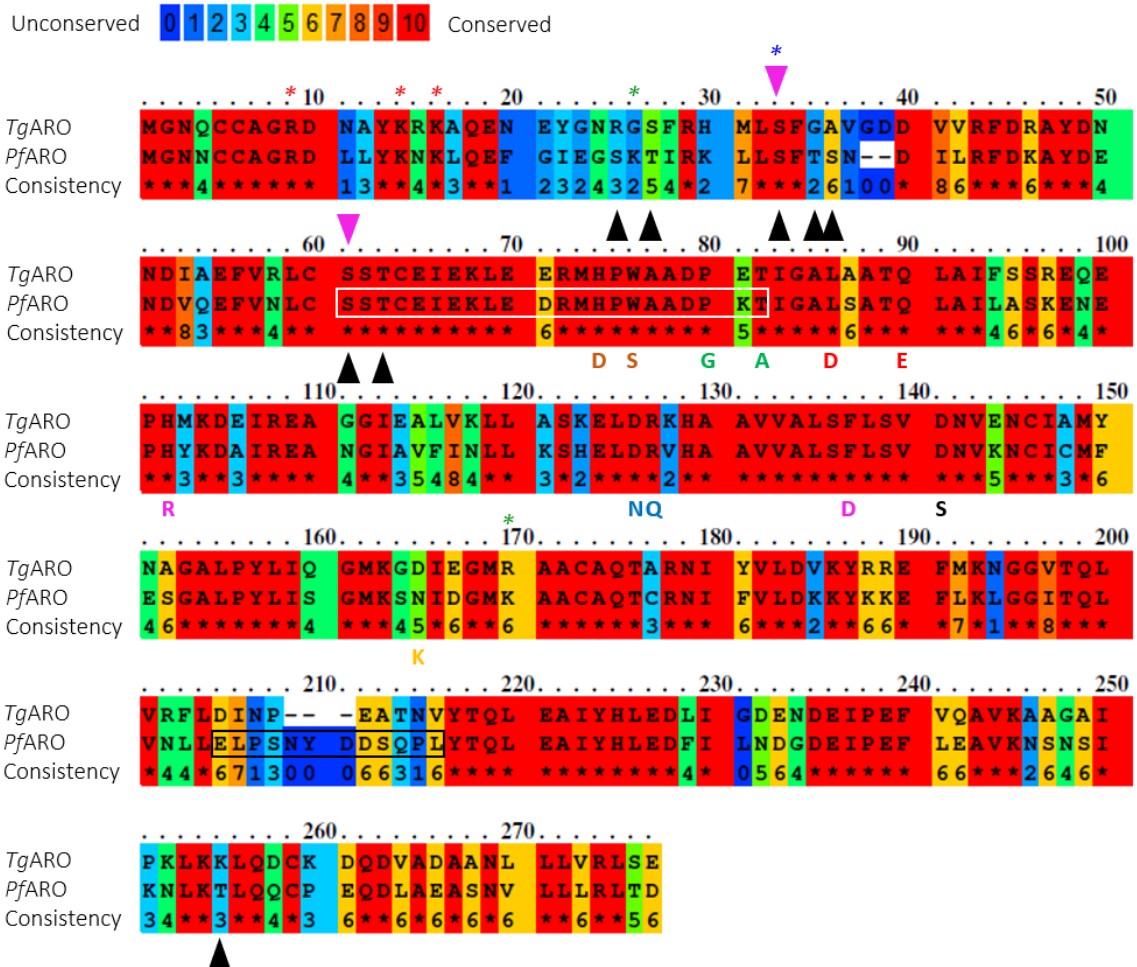 Unconserved 0 1 2 3 4 5 6 7 8 9 10 Conserved
*
* 10 * * 20 * 30 40 50
TgARO MGNQCCAGRD NAYKRKAQEN EYGNRGSFRH MLSFGAVGDD VVRFDRAYDN
PfARO MGNNCCAGRD LLYKNKLQEF GIEGSKTIRK LLSFTSN--D ILRFDKAYDE
Consistency ***4****** 13**4*3**1 23243254*2 7***26100* 86***6***4
60 70 80 90 100
TgARO NDIAEFVRLC SSTCEIEKLE ERMHPWAADP ETIGALAATQ LAIFSSREQE
PfARO NDVQEFVNLC SSTCEIEKLE DRMHPWAADP KTIGALSATQ LAILASKENE
Consistency **83***4** ********** 6********* 5*****6*** ***46*6*4*
D S G A D E
110 120 130 140 150
TgARO PHMKDEIREA GGIEALVKLL ASKELDRKHA AVVALSFLSV DNVENCIAMY
PfARO PHYKDAIREA NGIAVFINLL KSHELDRVHA AVVALSFLSV DNVKNCICMF
Consistency **3**3**** 4**35484** 3*2****2** ********** ***5***3*6
R NQ D S
*
160 170 180 190 200
TgARO NAGALPYLIQ GMKGDIEGMR AACAQTARNI YVLDVKYRRE FMKNGGVTQL
PfARO ESGALPYLIS GMKSNIDGMK AACAQTCRNI FVLDKKYKKE FLKLGGITQL
Consistency 46*******4 ***45*6**6 ******3*** 6***2**66* *7*1**8***
K
210 220 230 240 250
TgARO VRFLDINP-- -EATNVYTQL EAIYHLEDLI GDENDEIPEF VQAVKAAGAI
PfARO VNLLELPSNY DDSQPLYTQL EAIYHLEDFI LNDGDEIPEF LEAVKNSNSI
Consistency *44*671300 066316**** ********4* 0564****** 66***2646*
260 270
TgARO PKLKKLQDCK DQDVADAANL LLVRLSE
PfARO KNLKTLQQCP EQDLAEASNV LLLRLTD
Consistency 34**3**4*3 6**6*6*6*6 **6**56